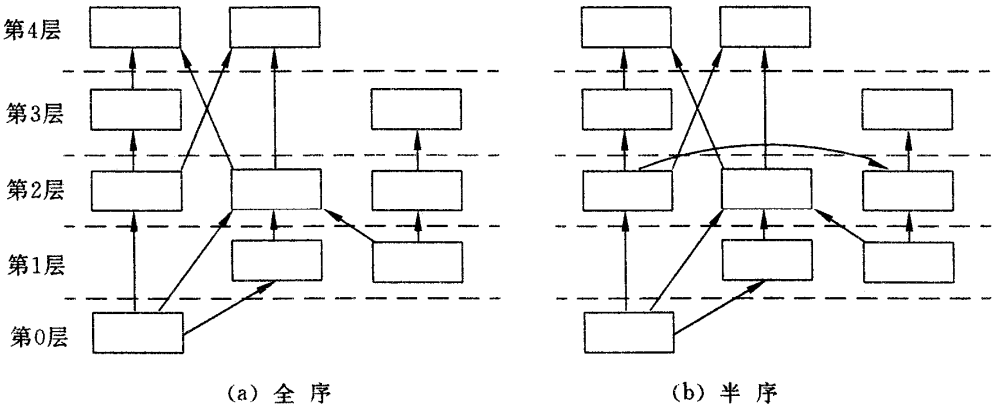 第4层
第3层
第2层
第1层
第0层
(a) 全 序
(b) 半 序